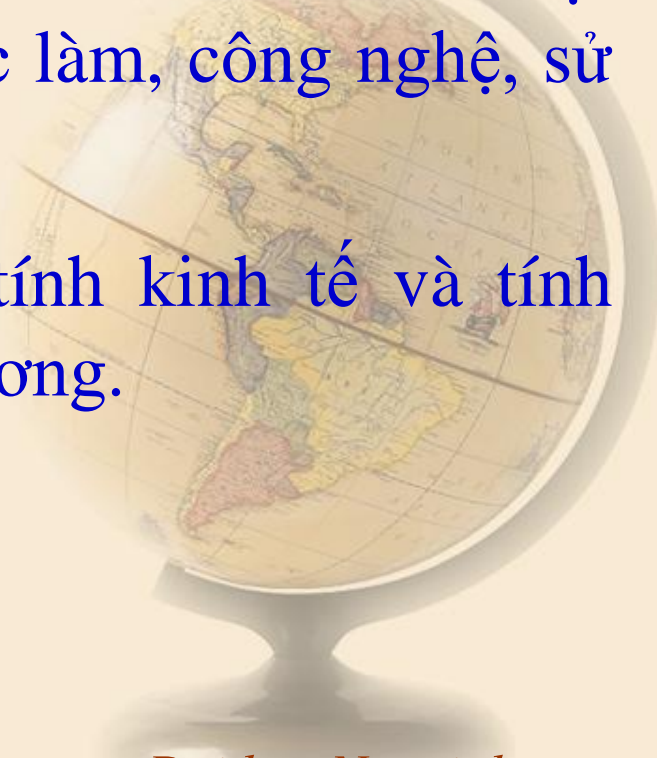 làm, công nghệ, sử
tính kinh tế và tính
ơng.